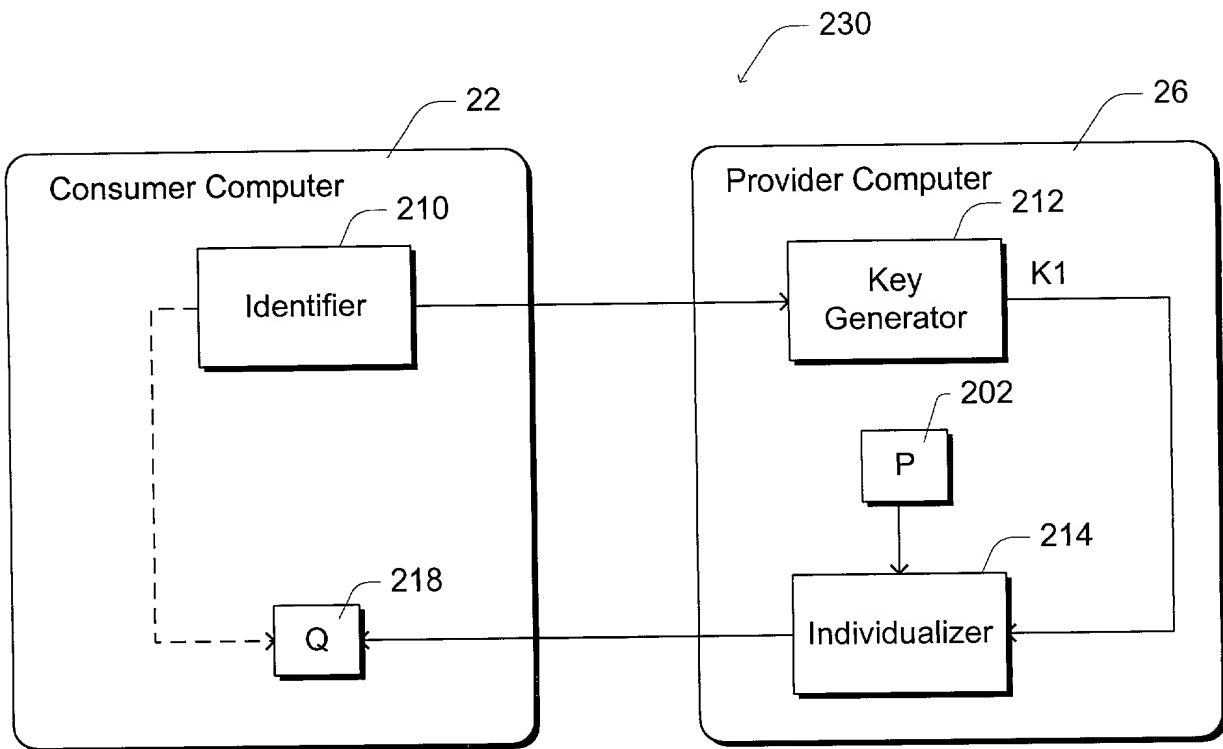 230
22
26
Consumer Computer
Provider Computer
210
212
Identifier
Key
Generator
K1
202
P
218
214
Q
Individualizer